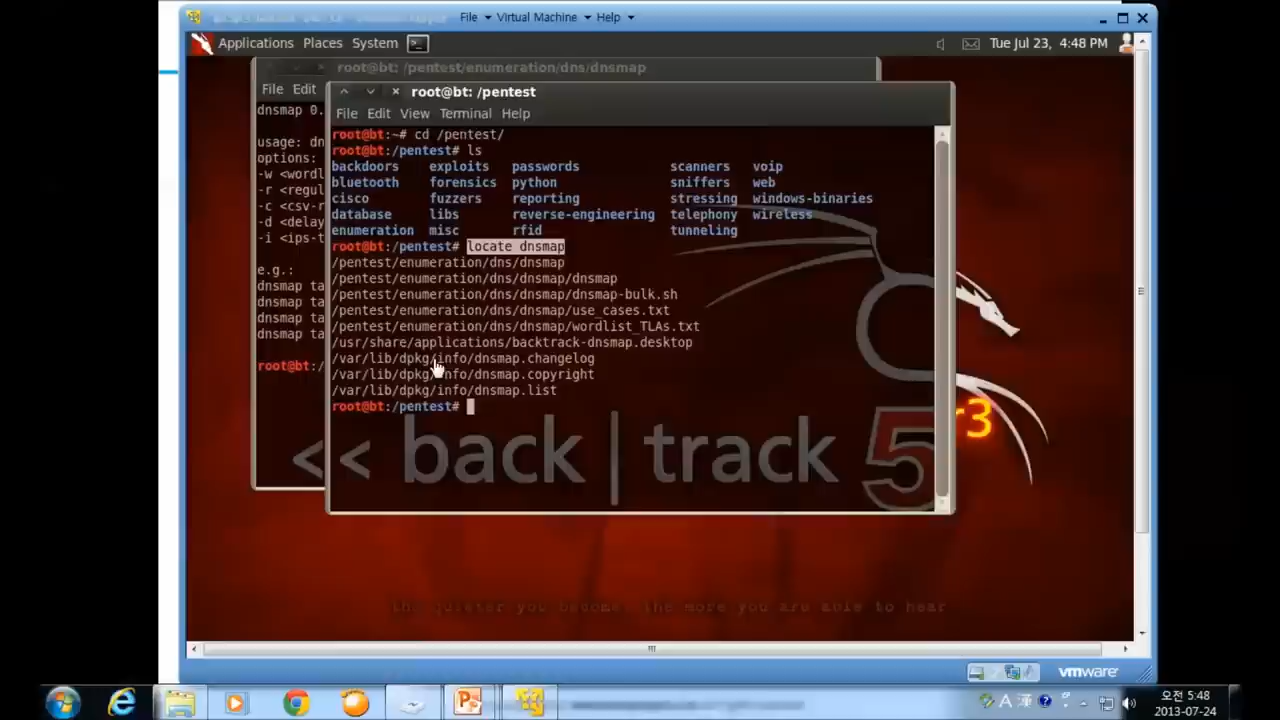 File Virtual Machine Help
Applications Places System Tue Jul 23, 4:48 PM
root@bt: /pentest/enumeration/dns/dnsmap
File Edit
dnsmap 0.
usage: dn
options:
-w <wordl
-r <regul
-c <csv-r
-d <delay
-i <ips-t
e.g.:
dnsmap ta
dnsmap ta
dnsmap ta
dnsmap ta
root@bt:/
root@bt: /pentest
File Edit View Terminal Help
root@bt:~# cd /pentest/
root@bt:/pentest# ls
backdoors exploits passwords scanners voip
bluetooth forensics python sniffers web
cisco fuzzers reporting stressing windows-binaries
database libs reverse-engineering telephony wireless
enumeration misc rfid tunneling
root@bt:/pentest# locate dnsmap
/pentest/enumeration/dns/dnsmap
/pentest/enumeration/dns/dnsmap/dnsmap
/pentest/enumeration/dns/dnsmap/dnsmap-bulk.sh
/pentest/enumeration/dns/dnsmap/use_cases.txt
/pentest/enumeration/dns/dnsmap/wordlist_TLAs.txt
/usr/share/applications/backtrack-dnsmap.desktop
/var/lib/dpkg/info/dnsmap.changelog
/var/lib/dpkg/info/dnsmap.copyright
/var/lib/dpkg/info/dnsmap.list
root@bt:/pentest#
<< back | track 5 r3
the quieter you become, the more you are able to hear
vmware
A 漢
오전 5:48
2013-07-24